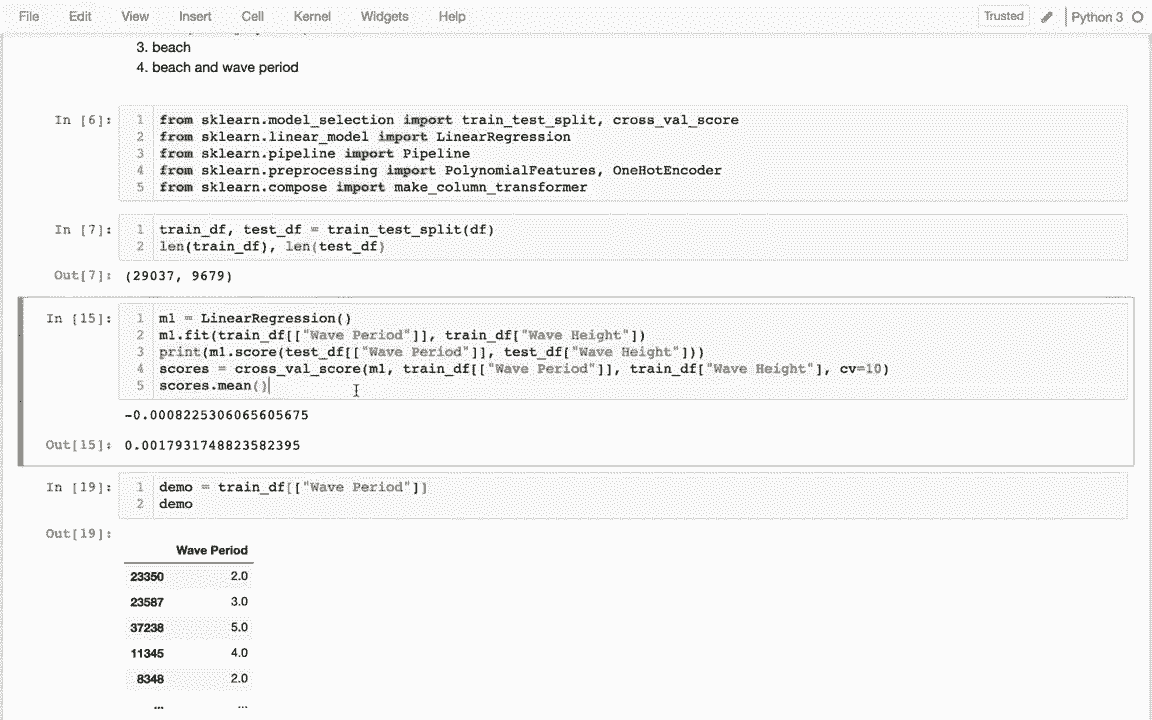 File Edit View Insert Cell Kernel Widgets Help Trusted Python 3
3. beach
4. beach and wave period
In [6]:
1 from sklearn.model_selection import train_test_split, cross_val_score
2 from sklearn.linear_model import LinearRegression
3 from sklearn.pipeline import Pipeline
4 from sklearn.preprocessing import PolynomialFeatures, OneHotEncoder
5 from sklearn.compose import make_column_transformer
In [7]:
1 train_df, test_df = train_test_split(df)
2 len(train_df), len(test_df)
Out[7]: (29037, 9679)
In [15]:
1 m1 = LinearRegression()
2 m1.fit(train_df[["Wave Period"]], train_df["Wave Height"])
3 print(m1.score(test_df[["Wave Period"]], test_df["Wave Height"]))
4 scores = cross_val_score(m1, train_df[["Wave Period"]], train_df["Wave Height"], cv=10)
5 scores.mean()
-0.0008225306065605675
Out[15]: 0.0017931748823582395
In [19]:
1 demo = train_df[["Wave Period"]]
2 demo
Out[19]:
Wave Period
23350 2.0
23587 3.0
37238 5.0
11345 4.0
8348 2.0
... ...